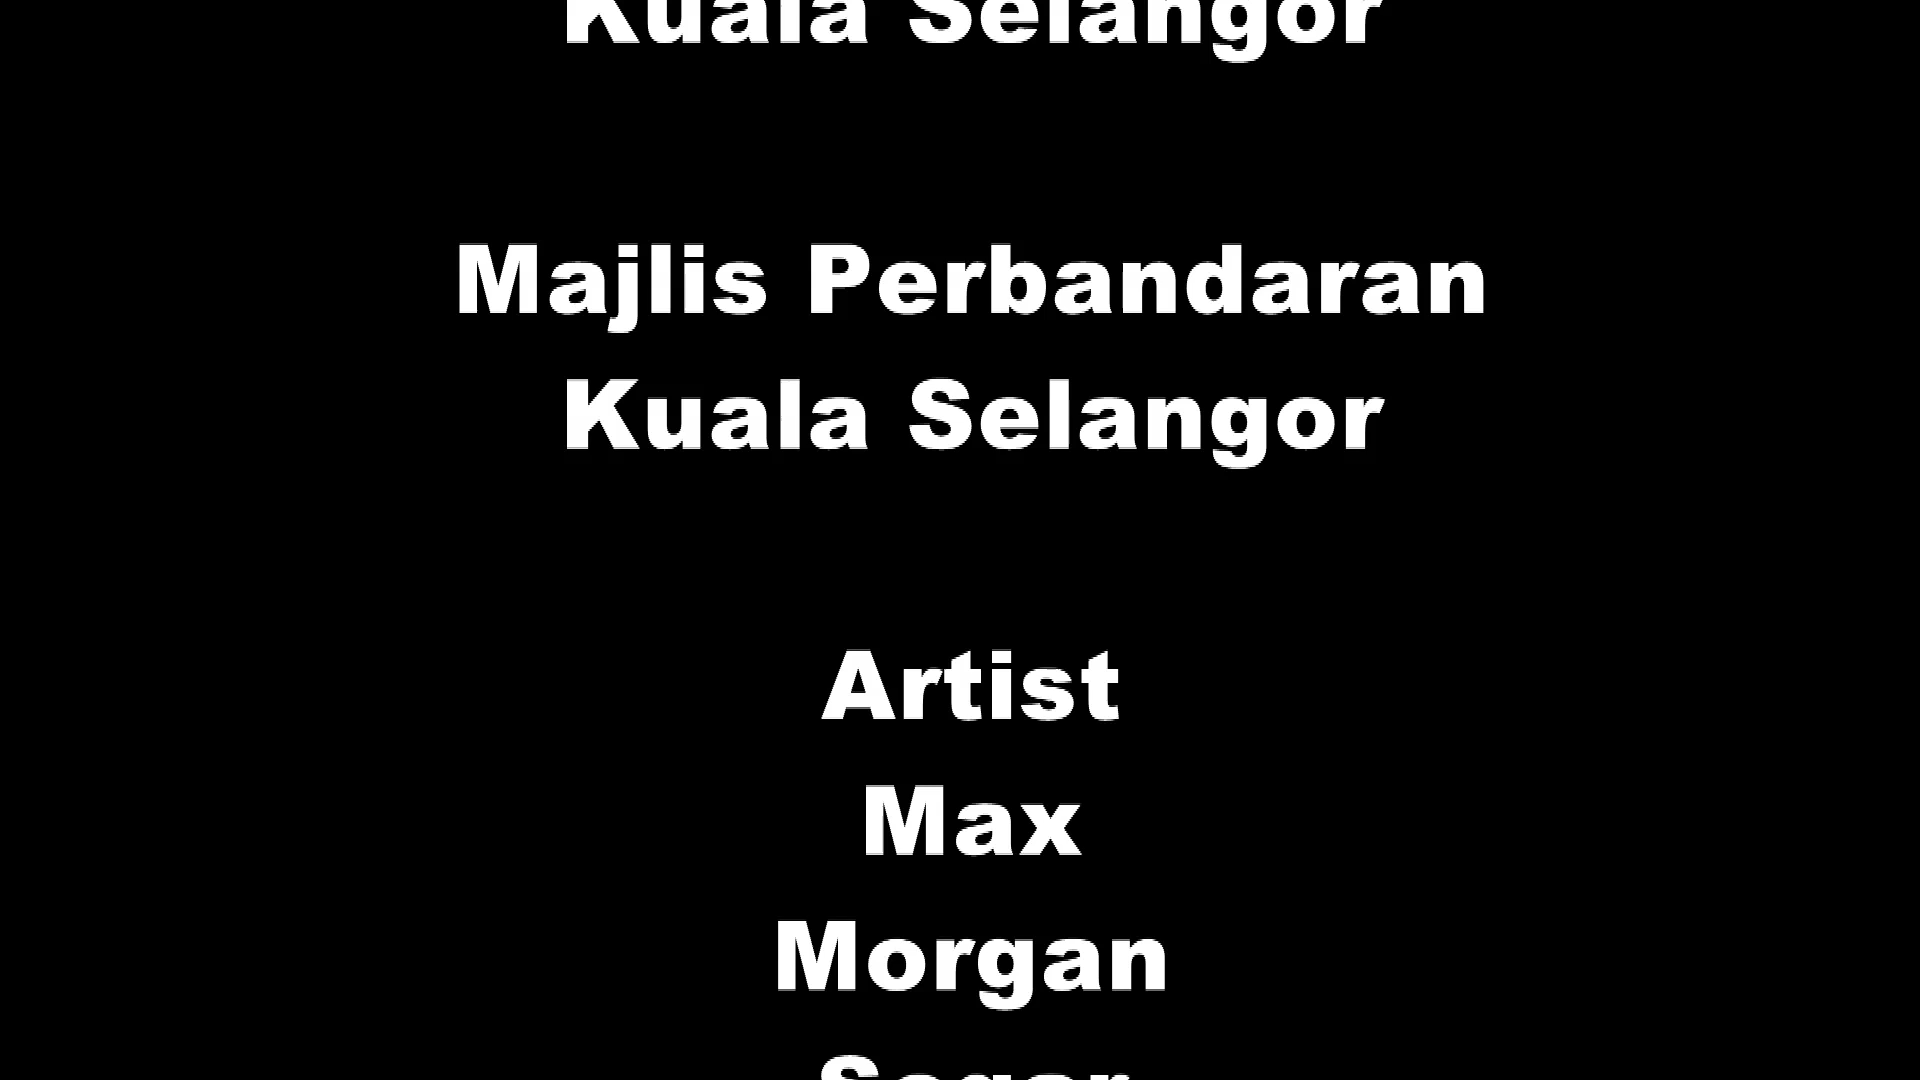 Kuala Selangor
Majlis Perbandaran
Kuala Selangor
Artist
Max
Morgan